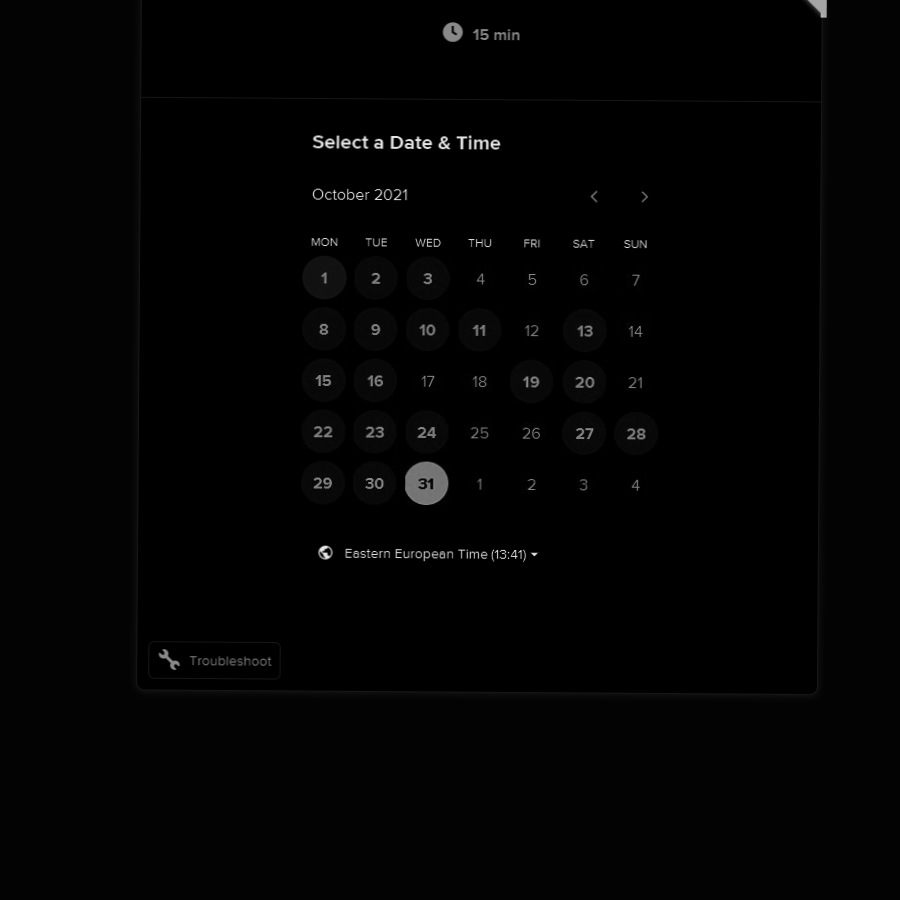 15 min
Select a Date & Time
October 2021
MON TUE WED THU FRI SAT SUN
1 2 3 4 5 6 7
8 9 10 11 12 13 14
15 16 17 18 19 20 21
22 23 24 25 26 27 28
29 30 31 1 2 3 4
Eastern European Time (13:41)
Troubleshoot